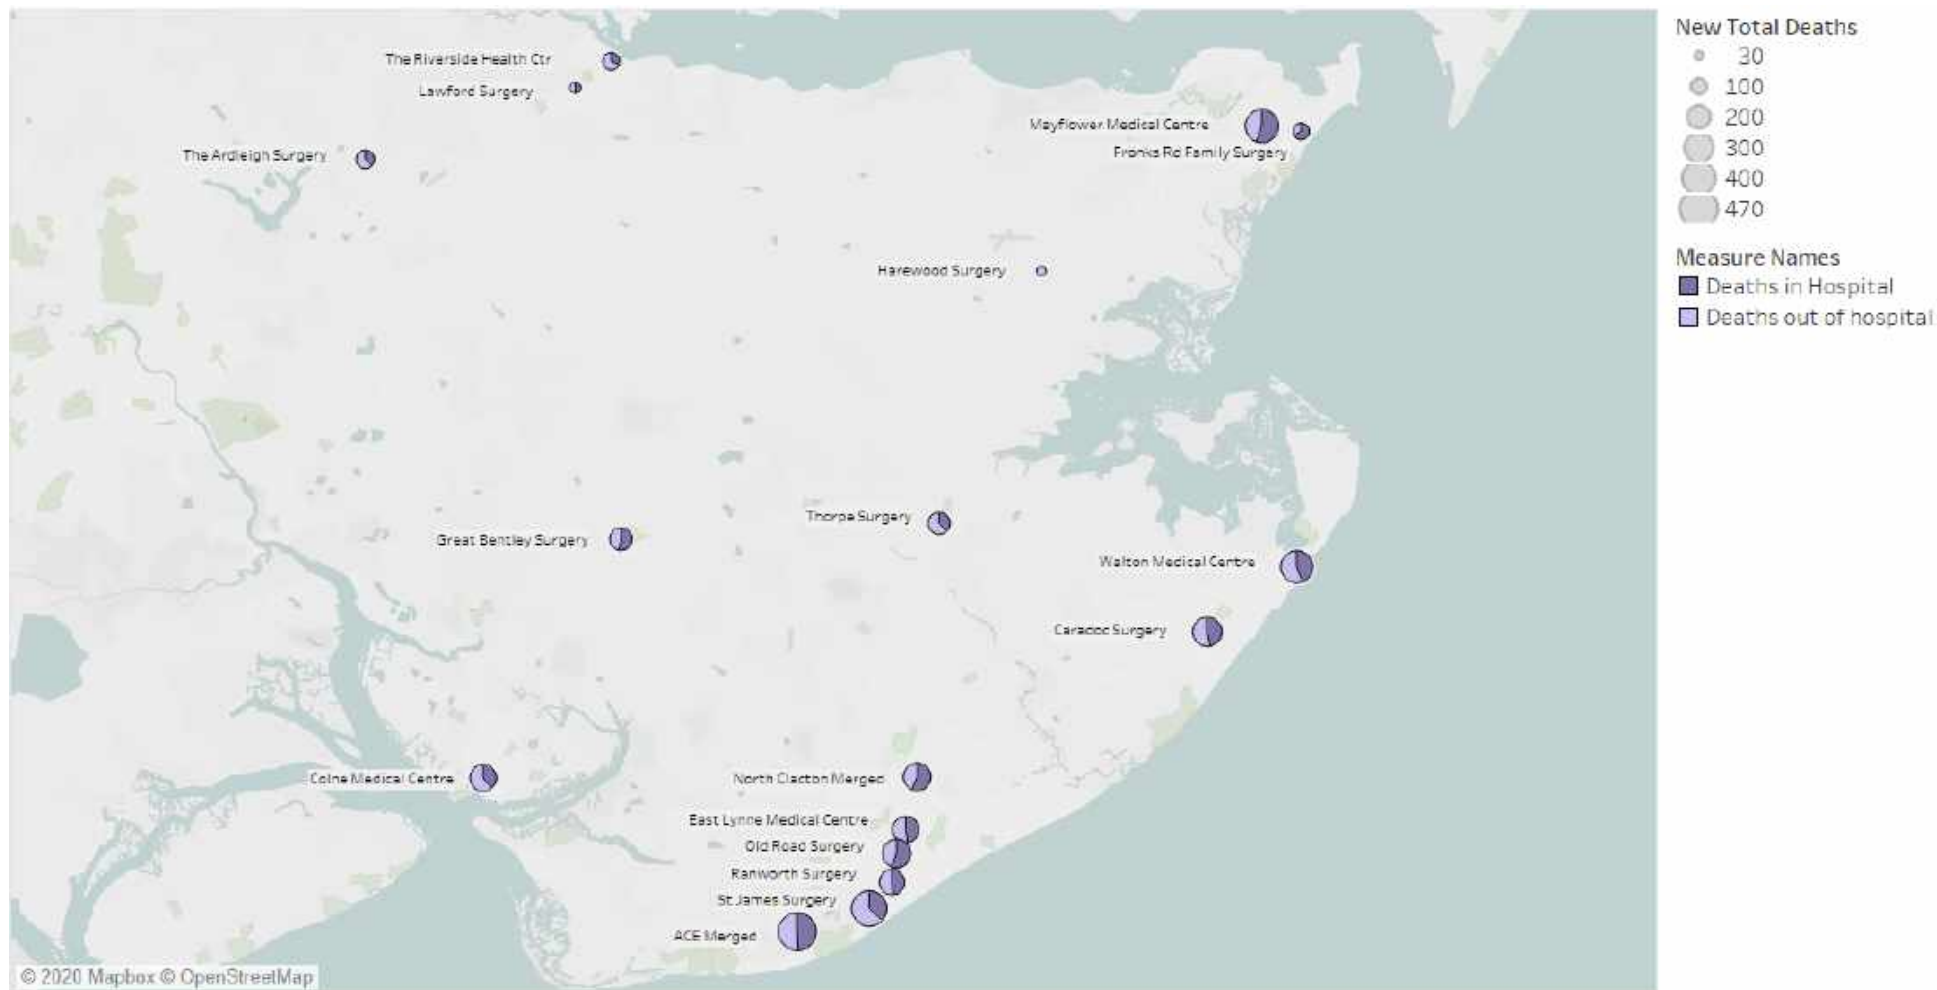 The Riverside Health Ctr
Lawford Surgery
Mayflower Medical Centre
Fronks Rd Family Surgery
The Ardleigh Surgery
Harewood Surgery
Thorpe Surgery
Great Bentley Surgery
Walton Medical Centre
Caradoc Surgery
Colne Medical Centre
North Clacton Merged
East Lynne Medical Centre
Old Road Surgery
Ranworth Surgery
St James Surgery
ACE Merged
© 2020 Mapbox © OpenStreetMap
New Total Deaths
30
100
200
300
400
470
Measure Names
Deaths in Hospital
Deaths out of hospital